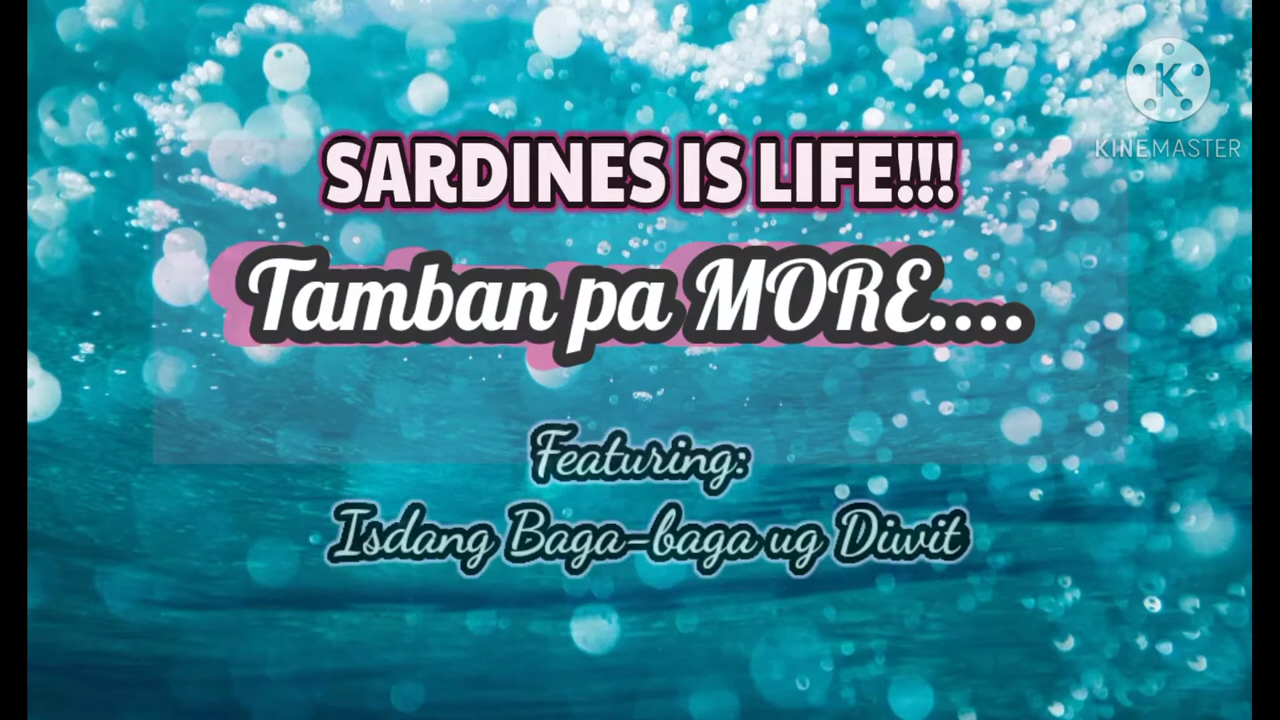 K
KINEMASTER
SARDINES IS LIFE!!!
Tamban pa MORE....
Featuring:
Isdang Baga-baga ug Diwit